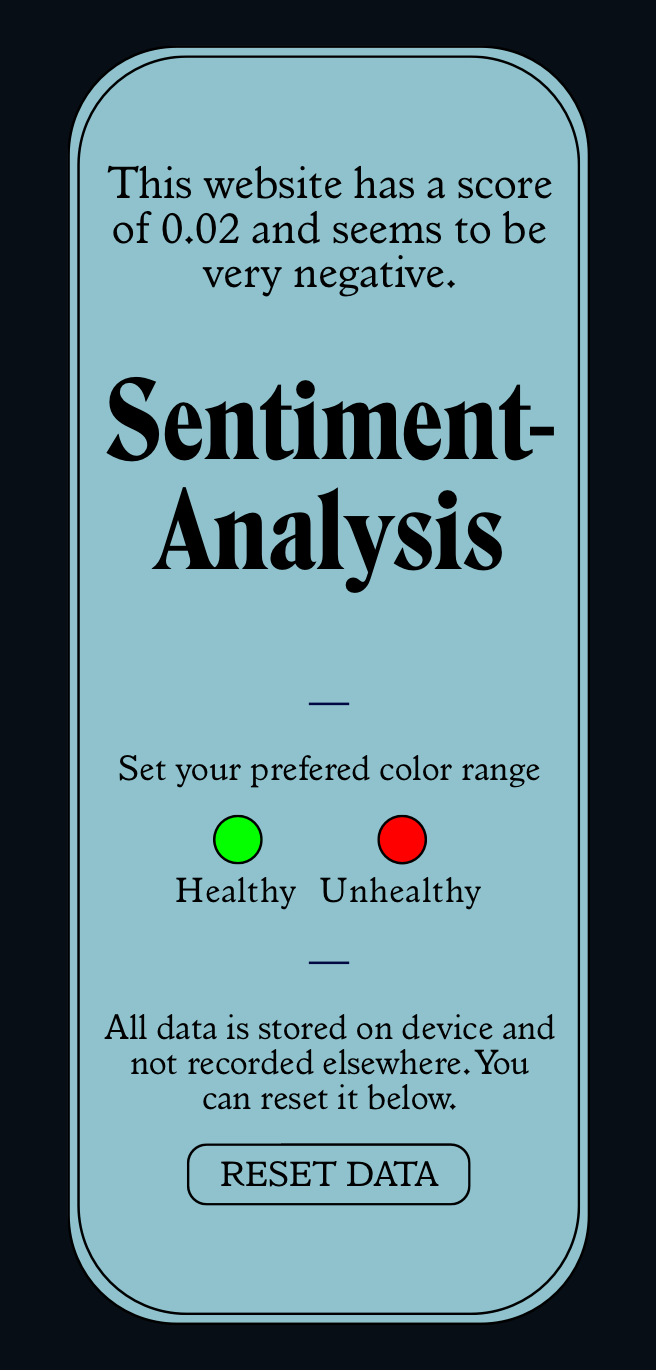 This website has a score
of 0.02 and seems to be
very negative.
Sentiment-
Analysis
Set your prefered color range
Healthy Unhealthy
All data is stored on device and
not recorded elsewhere. You
can reset it below.
RESET DATA